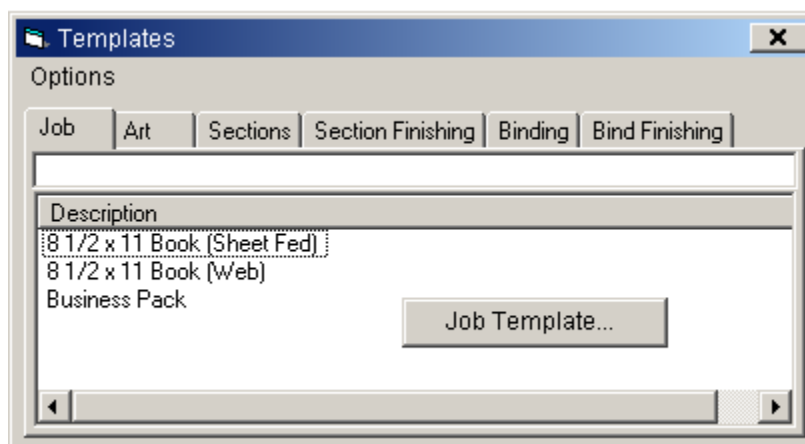 Templates
Options
Job Art Sections Section Finishing Binding Bind Finishing
Description
8 1/2 x 11 Book (Sheet Fed)
8 1/2 x 11 Book (Web)
Business Pack
Job Template...